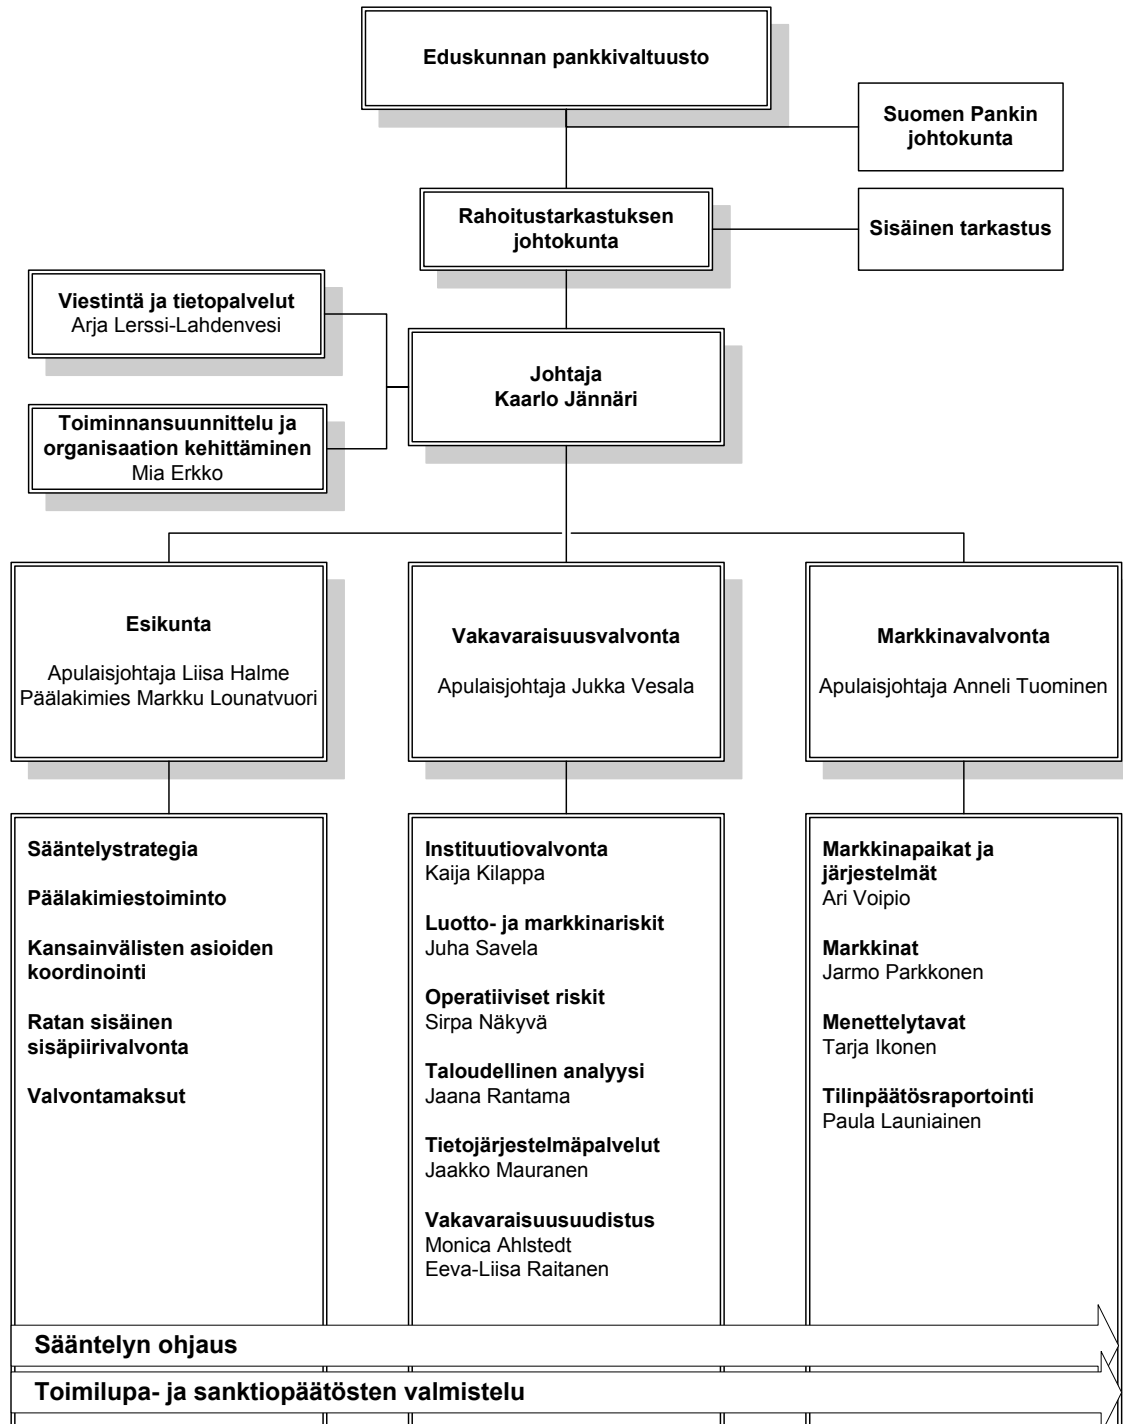 Eduskunnan pankkivaltuusto
Suomen Pankin
johtokunta
Rahoitustarkastuksen
johtokunta
Sisäinen tarkastus
Viestintä ja tietopalvelut
Arja Lerssi-Lahdenvesi
Johtaja
Kaarlo Jännäri
Toiminnansuunnittelu ja
organisaation kehittäminen
Mia Erkko
Esikunta
Apulaisjohtaja Liisa Halme
Päälakimies Markku Lounatvuori
Vakavaraisuusvalvonta
Apulaisjohtaja Jukka Vesala
Markkinavalvonta
Apulaisjohtaja Anneli Tuominen
Sääntelystrategia
Päälakimiestoiminto
Kansainvälisten asioiden
koordinointi
Ratan sisäinen
sisäpiirivalvonta
Valvontamaksut
Instituutiovalvonta
Kaija Kilappa
Luotto- ja markkinariskit
Juha Savela
Operatiiviset riskit
Sirpa Näkyvä
Taloudellinen analyysi
Jaana Rantama
Tietojärjestelmäpalvelut
Jaakko Mauranen
Vakavaraisuusuudistus
Monica Ahlstedt
Eeva-Liisa Raitanen
Markkinapaikat ja
järjestelmät
Ari Voipio
Markkinat
Jarmo Parkkonen
Menettelytavat
Tarja Ikonen
Tilinpäätösraportointi
Paula Launiainen
Sääntelyn ohjaus
Toimilupa- ja sanktiopäätösten valmistelu